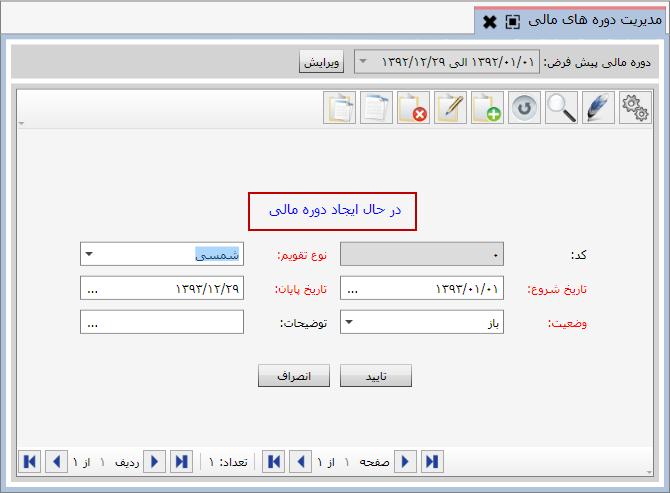 مدیریت دوره های مالی
دوره مالی پیش فرض: ۱۳۹۲/۰۱/۰۱ الی ۱۳۹۲/۱۲/۲۹ ویرایش
در حال ایجاد دوره مالی
کد: ۰ نوع تقویم: شمسی
تاریخ شروع: ۱۳۹۳/۰۱/۰۱ ... تاریخ پایان: ۱۳۹۳/۱۲/۲۹ ...
وضعیت: باز توضیحات: ...
تایید انصراف
صفحه ۱ از ۱ تعداد: ۱ ردیف ۱ از ۱